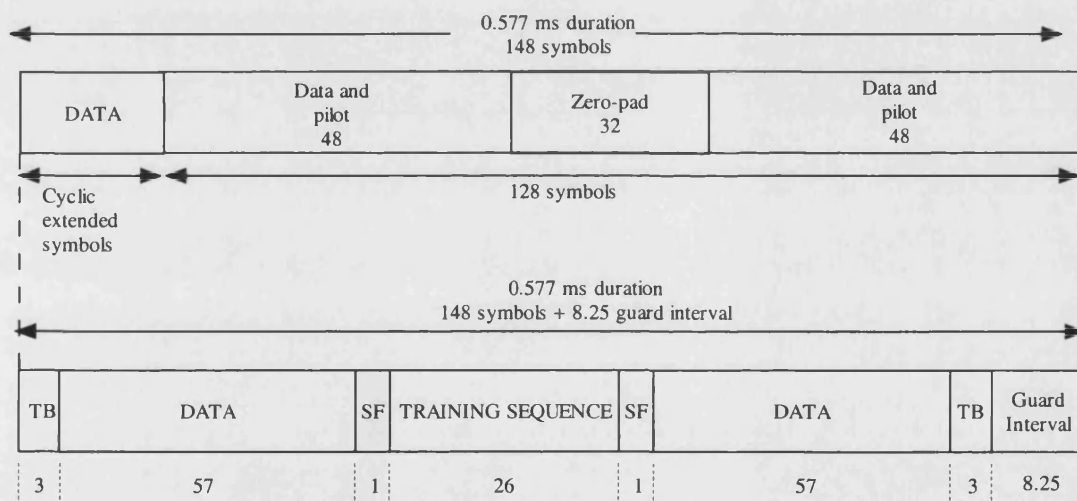 0.577 ms duration
148 symbols
DATA
Data and
pilot
48
Zero-pad
32
Data and
pilot
48
Cyclic
extended
symbols
128 symbols
0.577 ms duration
148 symbols + 8.25 guard interval
TB
DATA
SF
TRAINING SEQUENCE
SF
DATA
TB
Guard
Interval
3
57
1
26
1
57
3
8.25